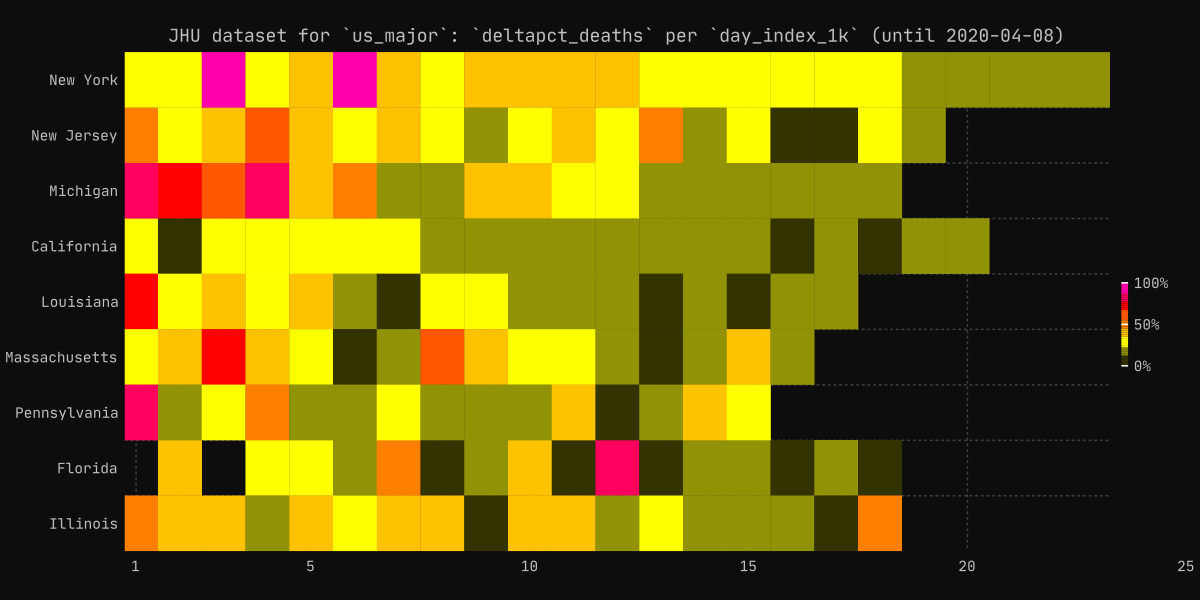 JHU dataset for `us_major`: `deltapct_deaths` per `day_index_1k` (until 2020-04-08)
New York
New Jersey
Michigan
California
Louisiana
100%
Massachusetts
50%
0%
Pennsylvania
Florida
Illinois
1 5 10 15 20 25